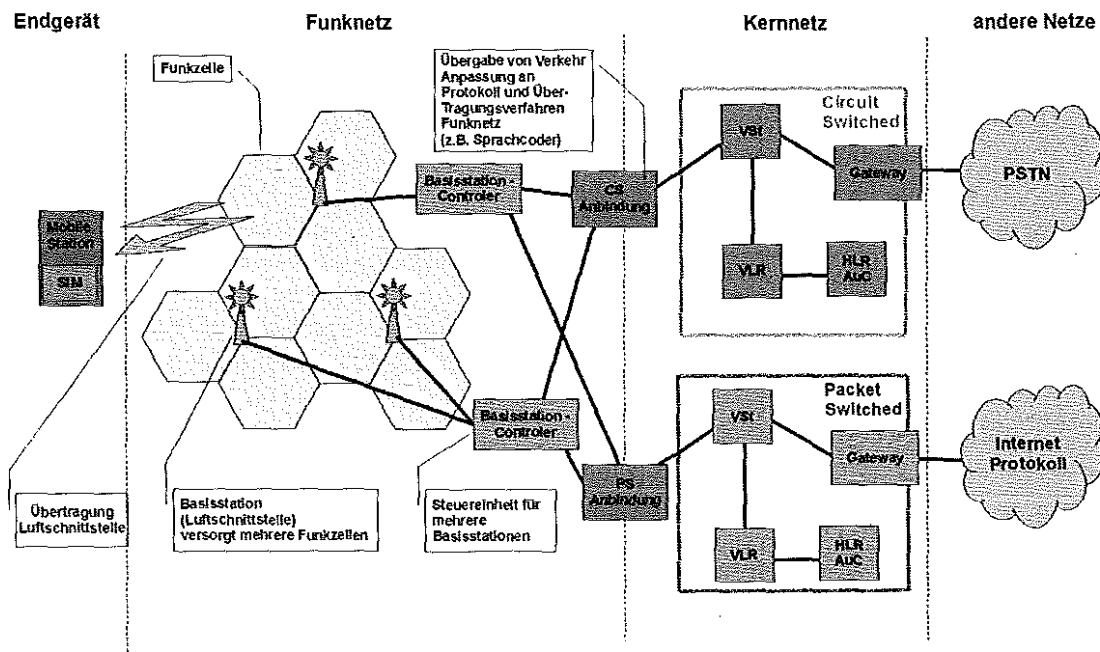 Endgerät
Funknetz
Kernnetz
andere Netze
Funkzelle
Übergabe von Verkehr
Anpassung an
Protokoll und Über-
Tragungsverfahren
Funknetz
(z.B. Sprachcoder)
Circuit
Switched
VSt
Gateway
PSTN
Basisstation -
Controler
CS
Anbindung
Mobile
Station
SIM
VLR
HLR
AuC
Packet
Switched
VSt
Gateway
Internet
Protokoll
Basisstation -
Controler
PS
Anbindung
VLR
HLR
AuC
Übertragung
Luftschnittstelle
Basisstation
(Luftschnittstelle)
versorgt mehrere Funkzellen
Steuereinheit für
mehrere
Basisstationen